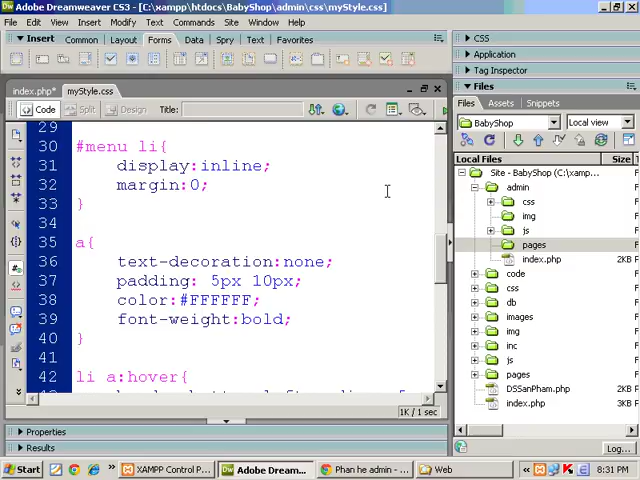 Adobe Dreamweaver CS3 - [C:\xampp\htdocs\BabyShop\admin\css\myStyle.css]
File Edit View Insert Modify Text Commands Site Window Help
Insert Common Layout Forms Data Spry Text Favorites
index.php* myStyle.css
Code Split Design Title:
29
30 #menu li{
31 display:inline;
32 margin:0;
33 }
34
35 a{
36 text-decoration:none;
37 padding: 5px 10px;
38 color:#FFFFFF;
39 font-weight:bold;
40 }
41
42 li a:hover{
1K / 1 sec
Properties
Results
CSS
Application
Tag Inspector
Files
Files Assets Snippets
BabyShop Local view
Local Files Size
Site - BabyShop (C:\xamp...
admin
css
img
js
pages
index.php 2KB
code
css
db
images
img
inc
js
pages
DSSanPham.php 2KB
index.php 2KB
Log...
Start XAMPP Control P... Adobe Dream... Phan he admin - ... Web 8:31 PM